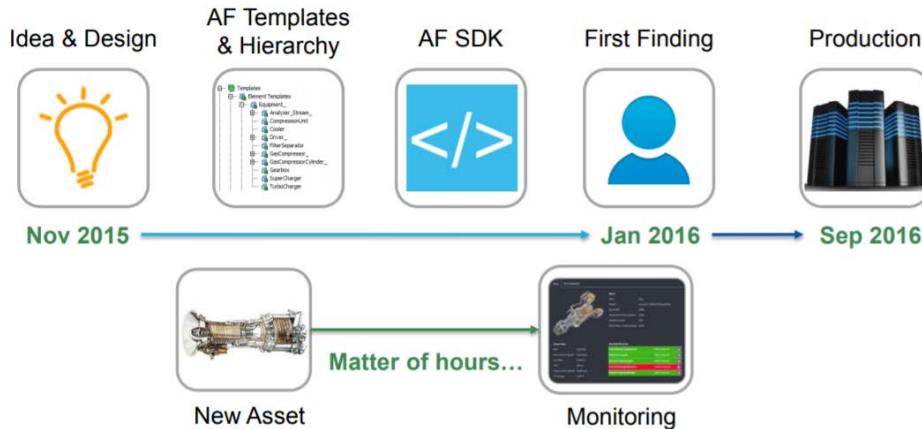 Idea & Design
AF Templates
& Hierarchy
AF SDK
First Finding
Production
Templates
Element Templates
Equipment_
Analyzer_Stream_
CompressionUnit
Cooler
Driver_
FilterSeparator
GasCompressor_
GasCompressorCylinder_
Gearbox
SuperCharger
TurboCharger
</>
Nov 2015
Jan 2016
Sep 2016
Matter of hours…
New Asset
Monitoring